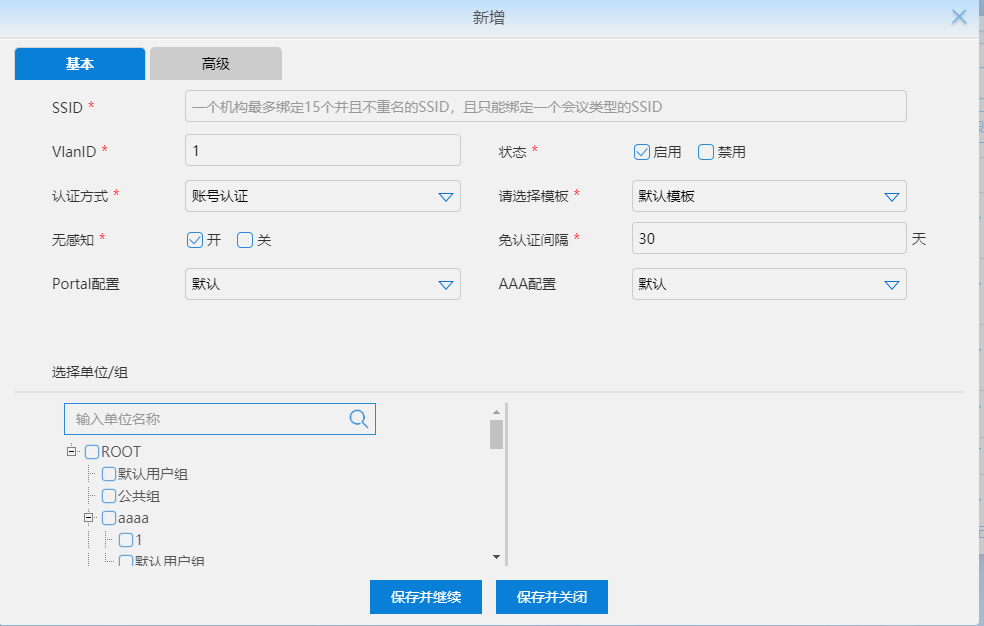 新增
基本 高级
SSID * 一个机构最多绑定15个并且不重名的SSID，且只能绑定一个会议类型的SSID
VlanID * 1 状态 * 启用 禁用
认证方式 * 账号认证 请选择模板 * 默认模板
无感知 * 开 关 免认证间隔 * 30 天
Portal配置 默认 AAA配置 默认
选择单位/组
输入单位名称
ROOT
默认用户组
公共组
aaaa
1
默认用户组
保存并继续 保存并关闭